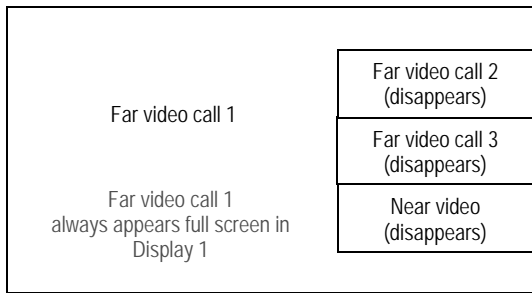 Far video call 1
Far video call 1
always appears full screen in
Display 1
Far video call 2
(disappears)
Far video call 3
(disappears)
Near video
(disappears)